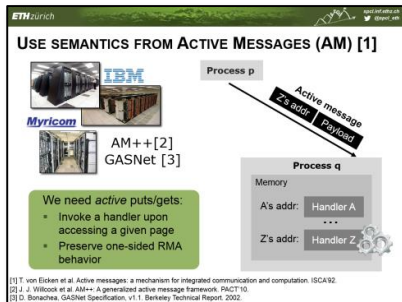 ETH zürich
spcl.inf.ethz.ch
@spcl_eth
USE SEMANTICS FROM ACTIVE MESSAGES (AM) [1]
IBM
Myricom
AM++[2]
GASNet [3]
Process p
Active message
Z's addr Payload
Process q
Memory
A's addr: Handler A
...
Z's addr: Handler Z
We need active puts/gets:
▪ Invoke a handler upon
accessing a given page
▪ Preserve one-sided RMA
behavior
[1] T. von Eicken et al. Active messages: a mechanism for integrated communication and computation. ISCA'92.
[2] J. J. Willcock et al. AM++: A generalized active message framework. PACT'10.
[3] D. Bonachea, GASNet Specification, v1.1. Berkeley Technical Report. 2002.